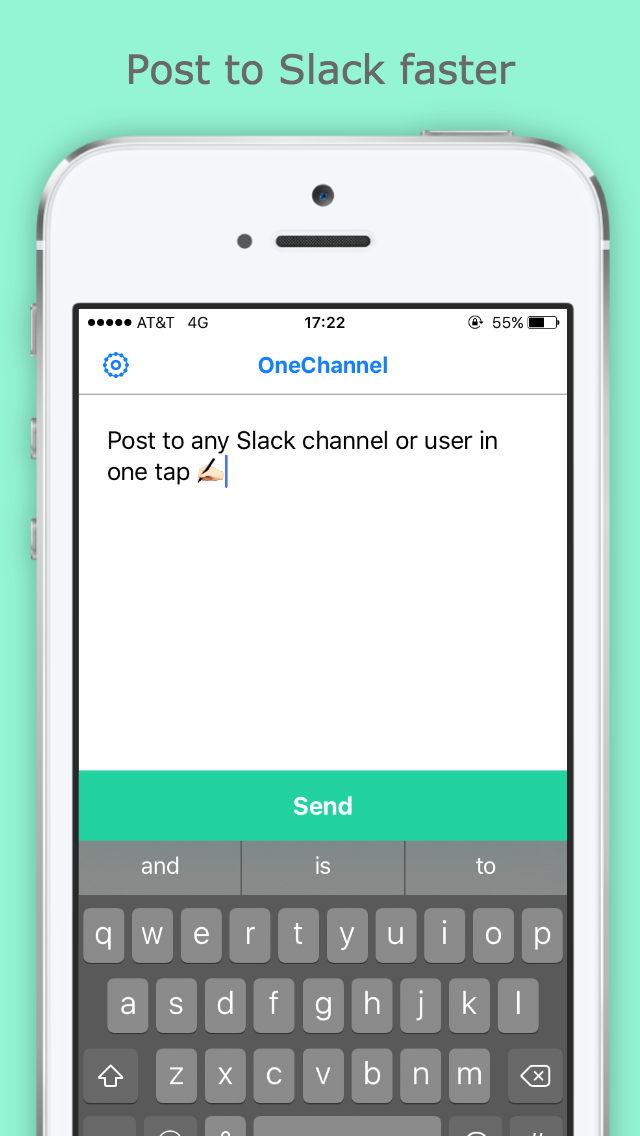 Post to Slack faster
AT&T 4G 17:22 55%
OneChannel
Post to any Slack channel or user in
one tap ✍🏻
Send
and is to
q w e r t y u i o p
a s d f g h j k l
z x c v b n m